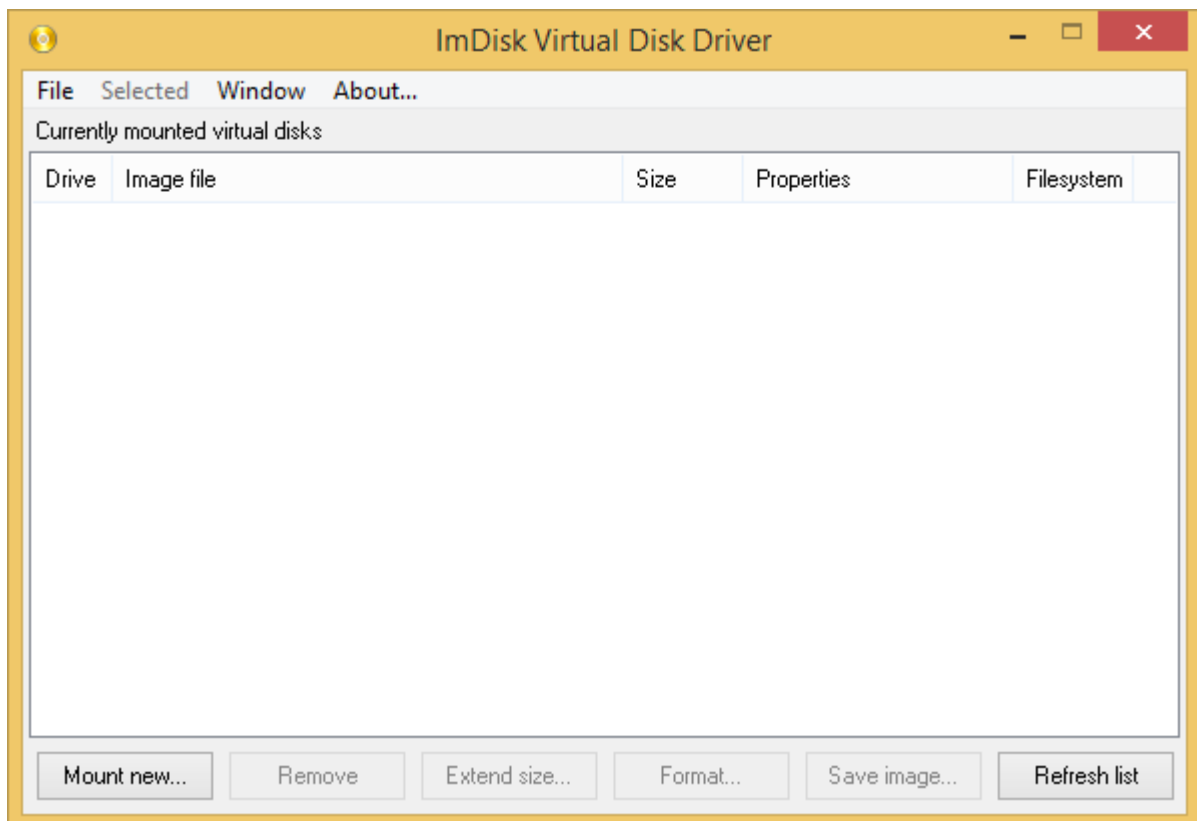 ImDisk Virtual Disk Driver
File Selected Window About...
Currently mounted virtual disks
Drive Image file Size Properties Filesystem
Mount new... Remove Extend size... Format... Save image... Refresh list